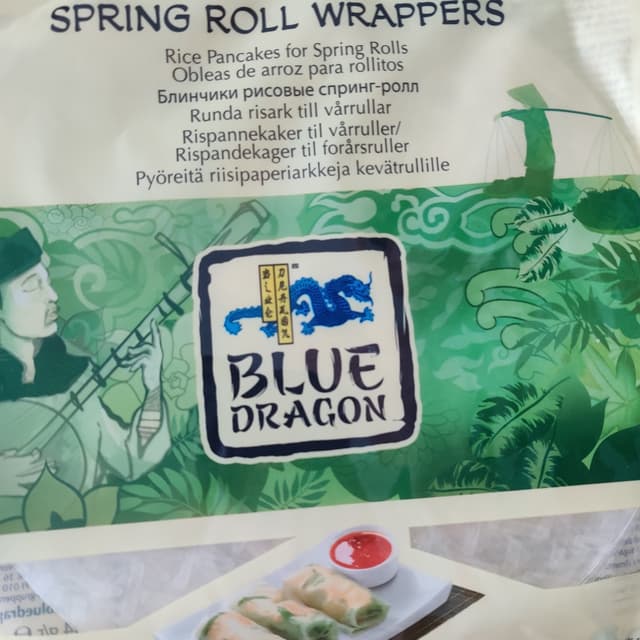 SPRING ROLL WRAPPERS
Rice Pancakes for Spring Rolls
Obleas de arroz para rollitos
Блинчики рисовые спринг-ролл
Runda risark till vårrullar
Rispannekaker til vårruller/
Rispandekager til forårsruller
Pyöreitä riisipaperiarkkeja kevätrullille
BLUE
DRAGON